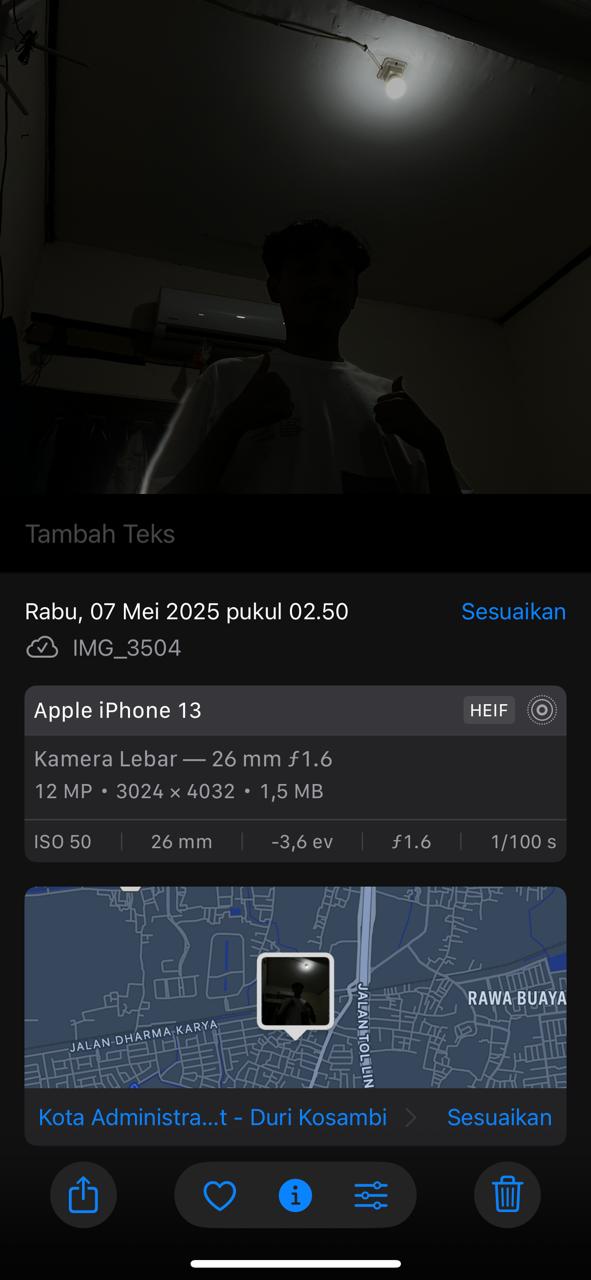 Tambah Teks
Rabu, 07 Mei 2025 pukul 02.50 Sesuaikan
IMG_3504
Apple iPhone 13 HEIF
Kamera Lebar — 26 mm ƒ1.6
12 MP • 3024 × 4032 • 1,5 MB
ISO 50 26 mm -3,6 ev ƒ1.6 1/100 s
RAWA BUAYA
JALAN DHARMA KARYA
JALAN TOL LIN
Kota Administra...t - Duri Kosambi Sesuaikan